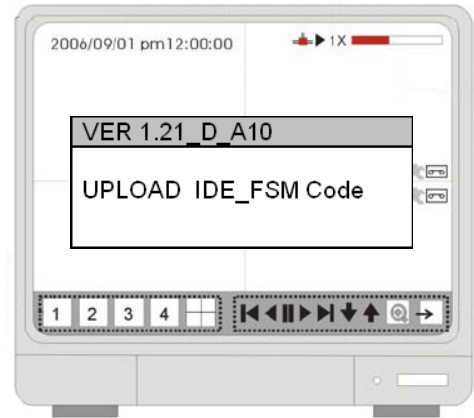 2006/09/01 pm12:00:00 1X
VER 1.21_D_A10
UPLOAD IDE_FSM Code
1 2 3 4